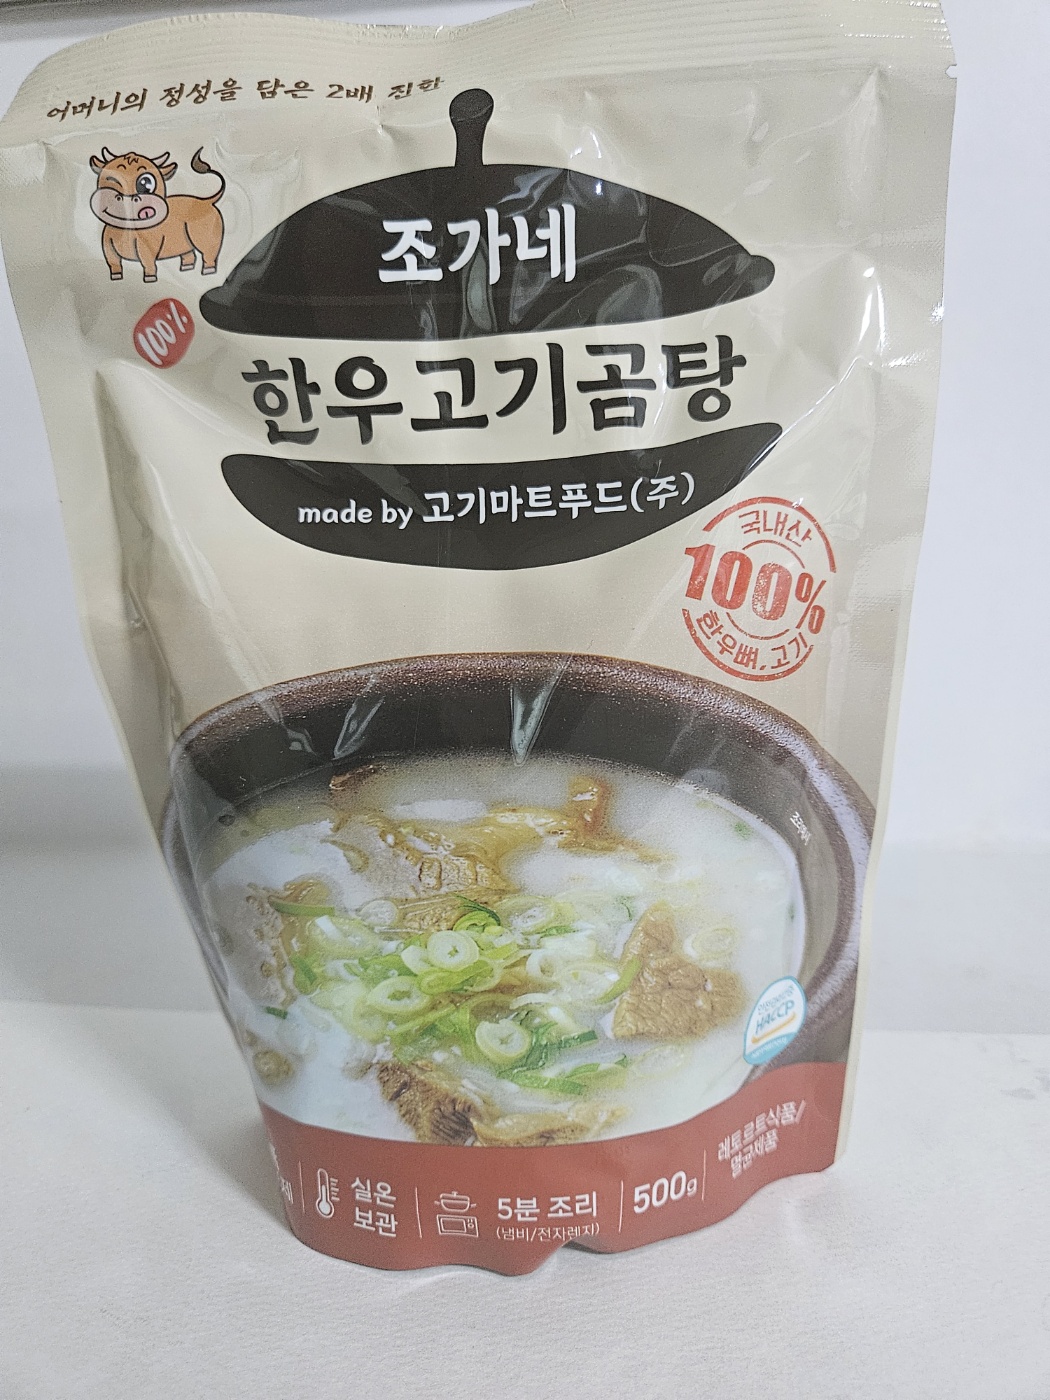 어머니의 정성을 담은 2배 진한
조가네
100%
한우고기곰탕
made by 고기마트푸드(주)
국내산
100%
한우뼈, 고기
HACCP
제
실온
보관
5분 조리
(냄비/전자렌지)
500g
레토르트식품/
멸균제품